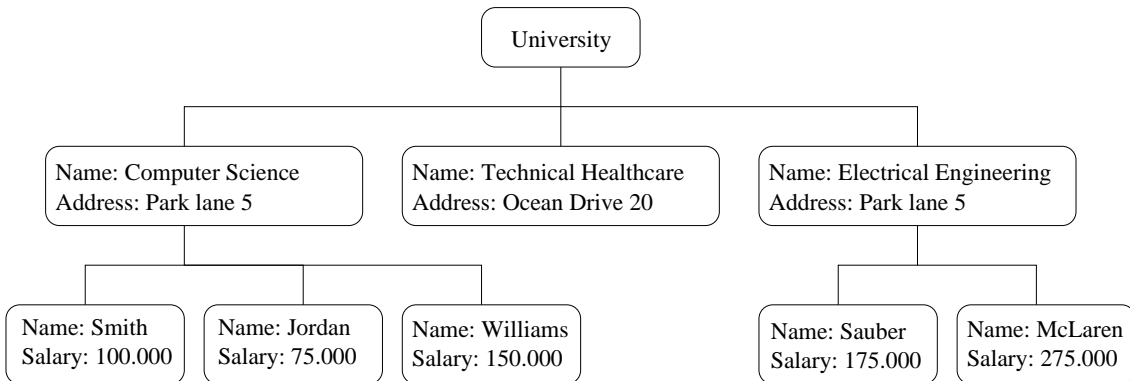 University
Name: Computer Science
Address: Park lane 5
Name: Technical Healthcare
Address: Ocean Drive 20
Name: Electrical Engineering
Address: Park lane 5
Name: Smith
Salary: 100.000
Name: Jordan
Salary: 75.000
Name: Williams
Salary: 150.000
Name: Sauber
Salary: 175.000
Name: McLaren
Salary: 275.000